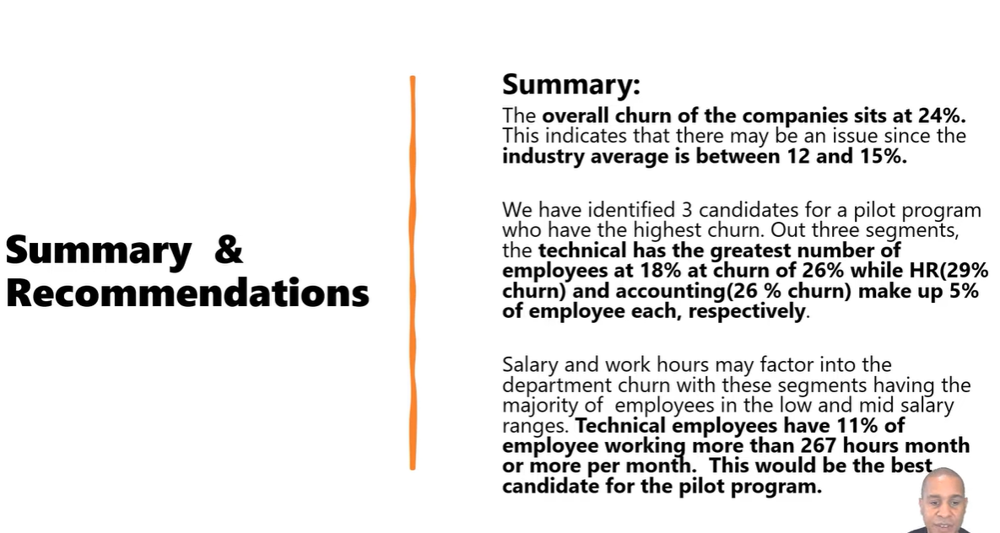 Summary & 
Recommendations
Summary:
The overall churn of the companies sits at 24%.
This indicates that there may be an issue since the
industry average is between 12 and 15%.
We have identified 3 candidates for a pilot program
who have the highest churn. Out three segments,
the technical has the greatest number of
employees at 18% at churn of 26% while HR(29%
churn) and accounting(26 % churn) make up 5%
of employee each, respectively.
Salary and work hours may factor into the
department churn with these segments having the
majority of employees in the low and mid salary
ranges. Technical employees have 11% of
employee working more than 267 hours month
or more per month. This would be the best
candidate for the pilot program.